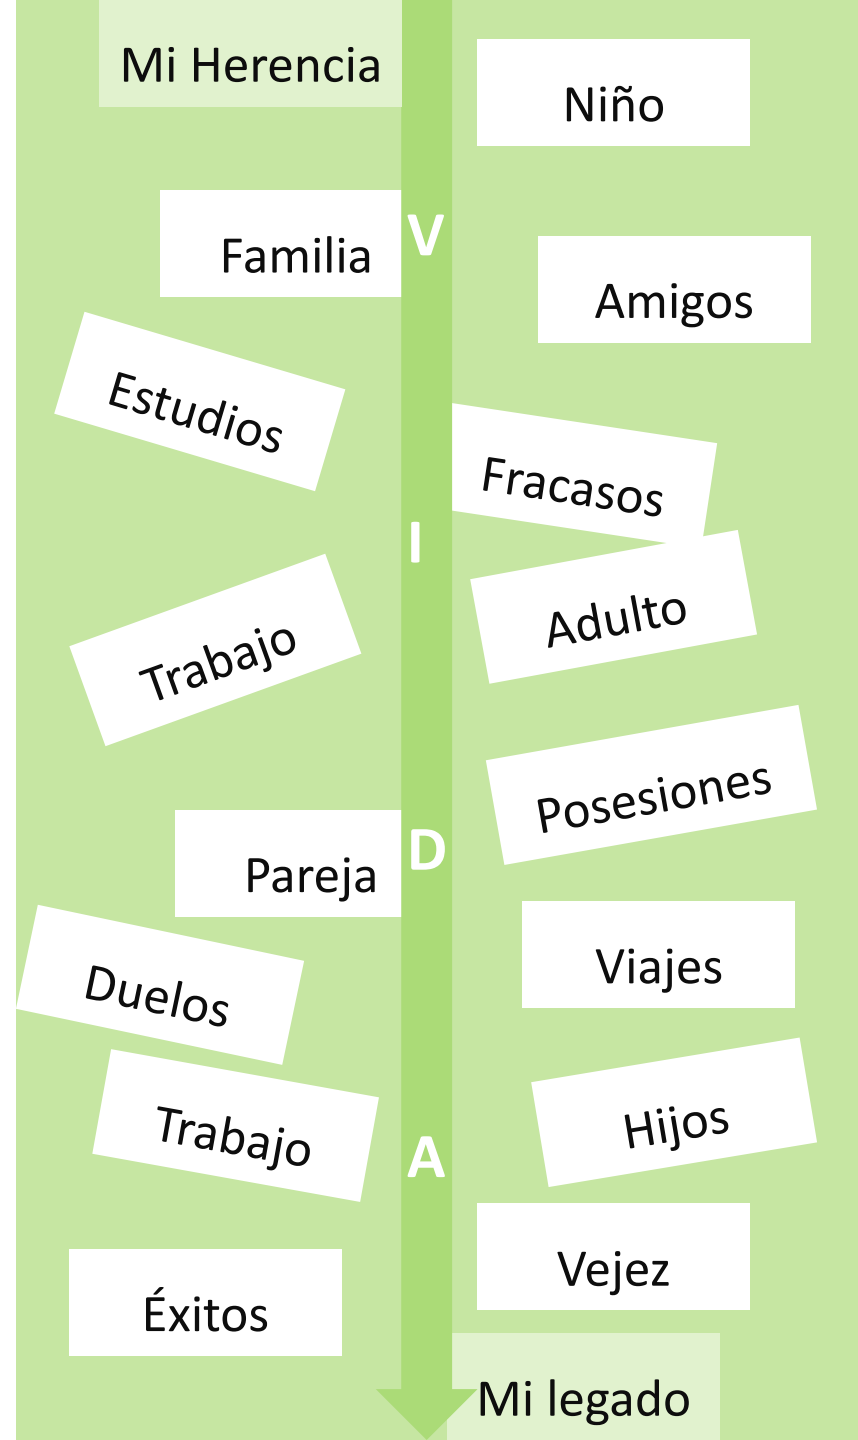 Mi Herencia
Niño
Familia
V
Amigos
Estudios
Fracasos
I
Adulto
Trabajo
Posesiones
D
Pareja
Viajes
Duelos
Trabajo
Hijos
A
Vejez
Éxitos
Mi legado